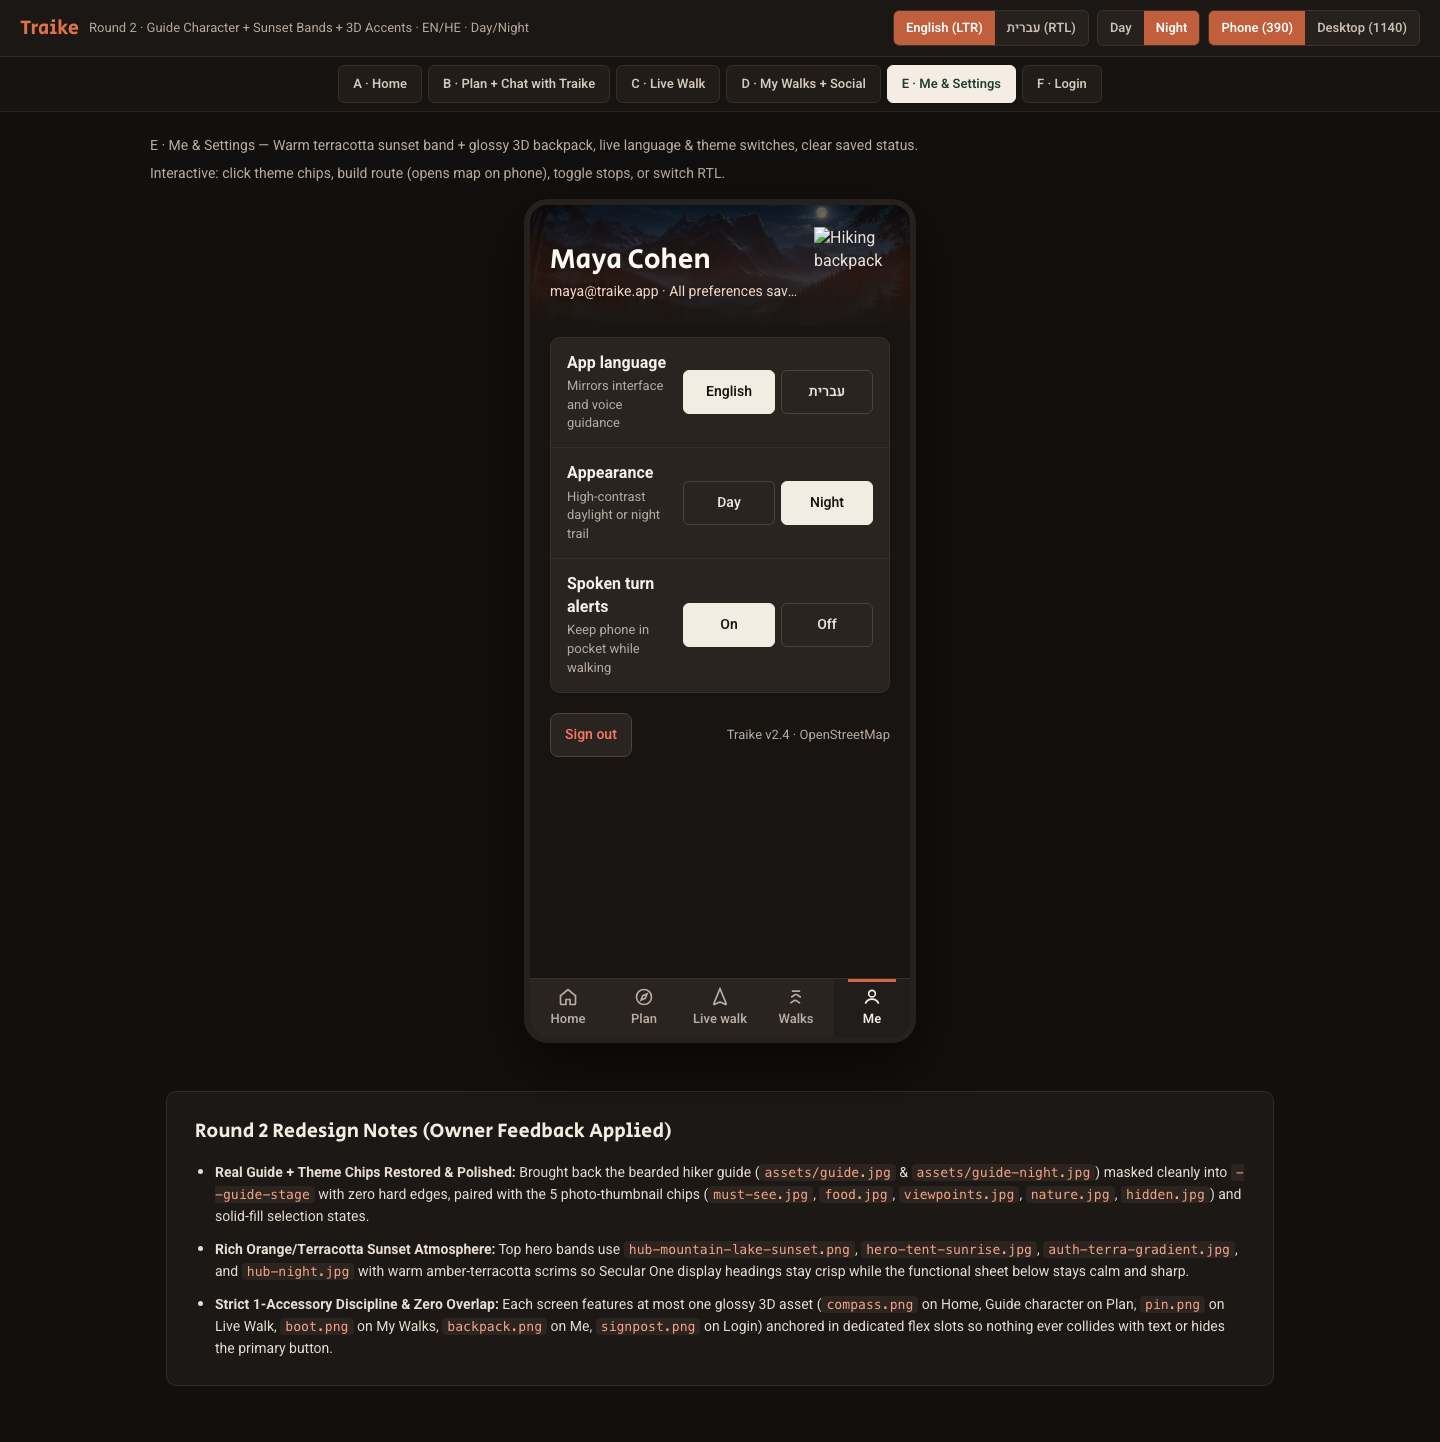 Traike Round 2 · Guide Character + Sunset Bands + 3D Accents · EN/HE · Day/Night
English (LTR) עברית (RTL) Day Night Phone (390) Desktop (1140)
A · Home B · Plan + Chat with Traike C · Live Walk D · My Walks + Social E · Me & Settings F · Login
E · Me & Settings — Warm terracotta sunset band + glossy 3D backpack, live language & theme switches, clear saved status.
Interactive: click theme chips, build route (opens map on phone), toggle stops, or switch RTL.
Hiking
backpack
Maya Cohen
maya@traike.app · All preferences sav…
App language
Mirrors interface
and voice
guidance
English עברית
Appearance
High-contrast
daylight or night
trail
Day Night
Spoken turn
alerts
Keep phone in
pocket while
walking
On Off
Sign out Traike v2.4 · OpenStreetMap
Home Plan Live walk Walks Me
Round 2 Redesign Notes (Owner Feedback Applied)
• Real Guide + Theme Chips Restored & Polished: Brought back the bearded hiker guide ( assets/guide.jpg & assets/guide-night.jpg ) masked cleanly into -
-guide-stage with zero hard edges, paired with the 5 photo-thumbnail chips ( must-see.jpg , food.jpg , viewpoints.jpg , nature.jpg , hidden.jpg ) and
solid-fill selection states.
• Rich Orange/Terracotta Sunset Atmosphere: Top hero bands use hub-mountain-lake-sunset.png , hero-tent-sunrise.jpg , auth-terra-gradient.jpg ,
and hub-night.jpg with warm amber-terracotta scrims so Secular One display headings stay crisp while the functional sheet below stays calm and sharp.
• Strict 1-Accessory Discipline & Zero Overlap: Each screen features at most one glossy 3D asset ( compass.png on Home, Guide character on Plan, pin.png on
Live Walk, boot.png on My Walks, backpack.png on Me, signpost.png on Login) anchored in dedicated flex slots so nothing ever collides with text or hides
the primary button.